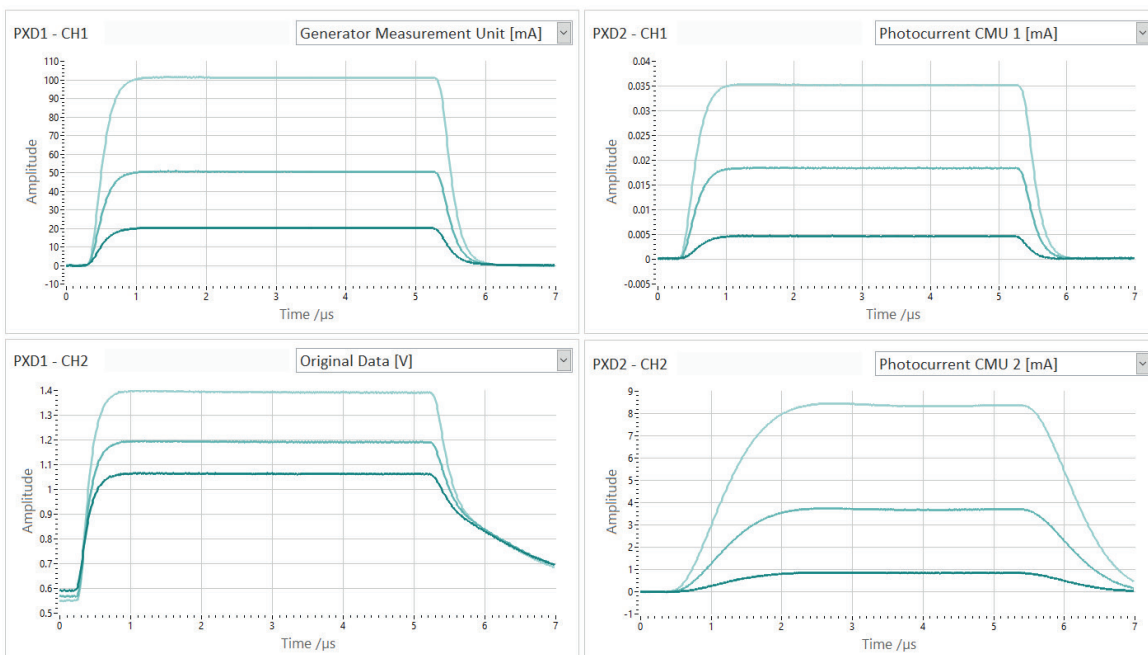 PXD1 - CH1
Generator Measurement Unit [mA]
110
100
90
80
70
60
50
40
30
20
10
0
-10
Amplitude
0 1 2 3 4 5 6 7
Time /µs
PXD2 - CH1
Photocurrent CMU 1 [mA]
0.04
0.035
0.03
0.025
0.02
0.015
0.01
0.005
0
-0.005
Amplitude
0 1 2 3 4 5 6 7
Time /µs
PXD1 - CH2
Original Data [V]
1.4
1.3
1.2
1.1
1
0.9
0.8
0.7
0.6
0.5
Amplitude
0 1 2 3 4 5 6 7
Time /µs
PXD2 - CH2
Photocurrent CMU 2 [mA]
9
8
7
6
5
4
3
2
1
0
-1
Amplitude
0 1 2 3 4 5 6 7
Time /µs